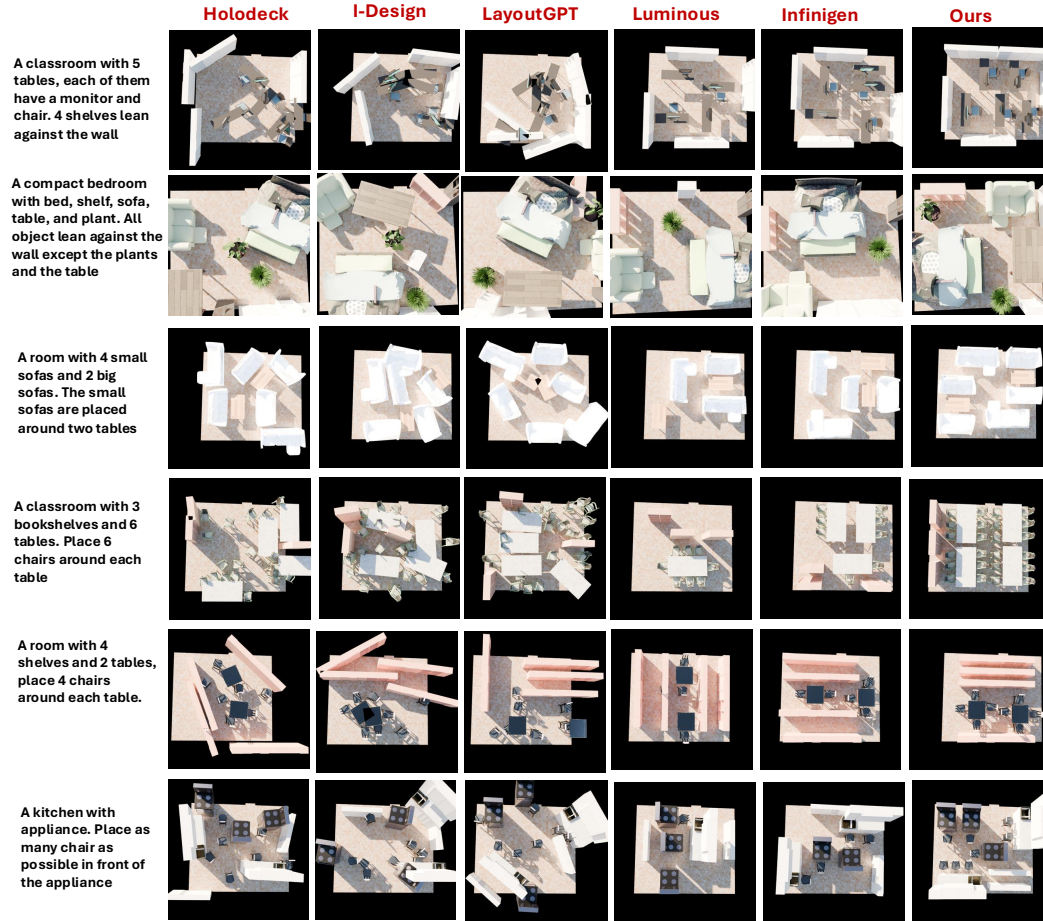 Holodeck I-Design LayoutGPT Luminous Infinigen Ours
A classroom with 5
tables, each of them
have a monitor and
chair. 4 shelves lean
against the wall
A compact bedroom
with bed, shelf, sofa,
table, and plant. All
object lean against the
wall except the plants
and the table
A room with 4 small
sofas and 2 big
sofas. The small
sofas are placed
around two tables
A classroom with 3
bookshelves and 6
tables. Place 6
chairs around each
table
A room with 4
shelves and 2 tables,
place 4 chairs
around each table.
A kitchen with
appliance. Place as
many chair as
possible in front of
the appliance